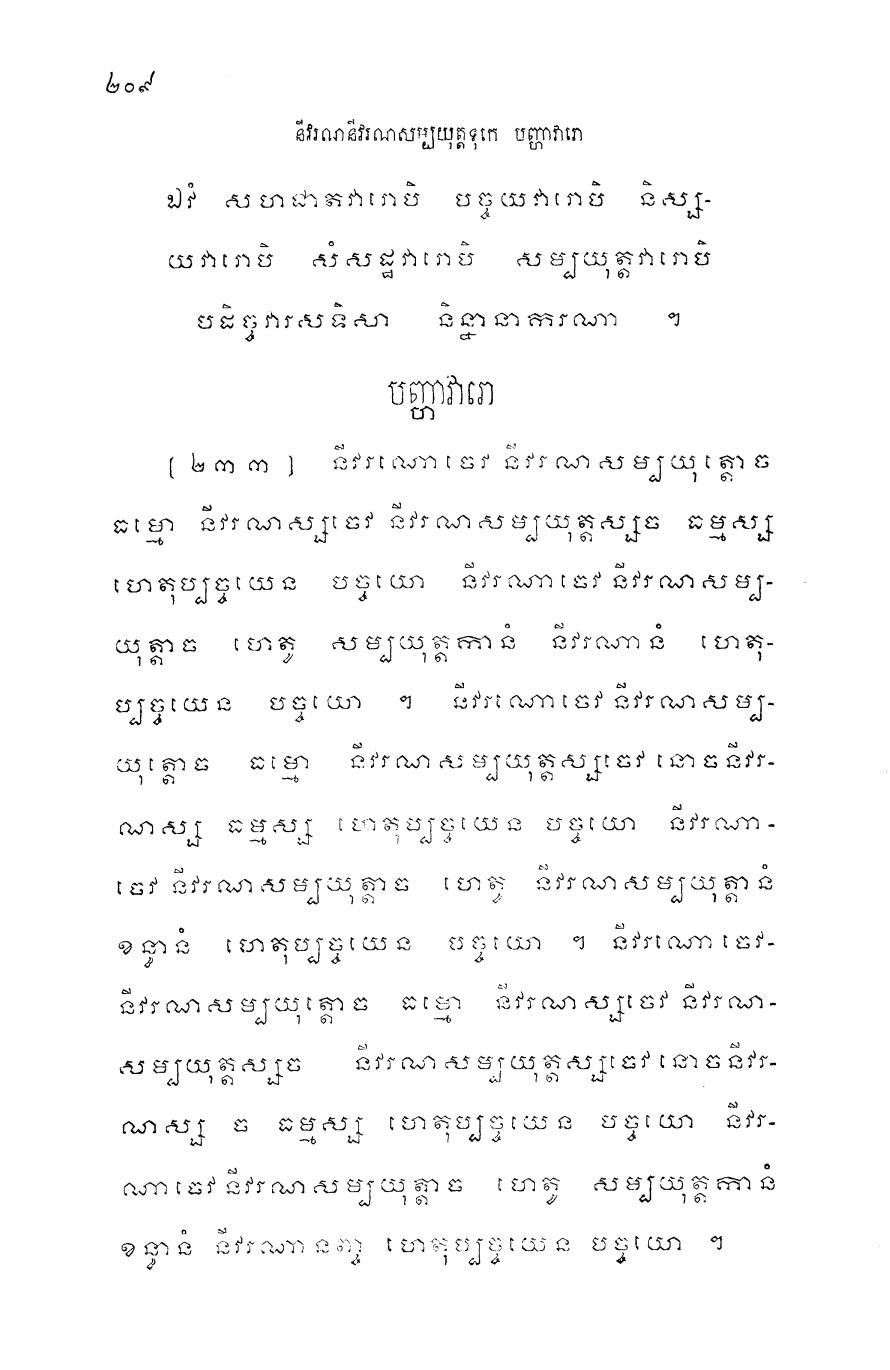 ២០៩
នីវរណនីវរណសម្បយុត្តទុកេ បញ្ហាវារោ
ឯវំ សហជាតវារោបិ បច្ចយវារោបិ និស្ស-
យវារោបិ សំសដ្ឋវារោបិ សម្បយុត្តវារោបិ
បដិច្ចវារសទិសា និន្នានាករណា ។
បញ្ហាវារោ
(២៣៣) នីវរណោចេវ នីវរណសម្បយុត្តោច
ធម្មោ នីវរណស្សចេវ នីវរណសម្បយុត្តស្សច ធម្មស្ស
ហេតុប្បច្ចយេន បច្ចយោ នីវរណាចេវ នីវរណសម្ប-
យុត្តាច ហេតូ សម្បយុត្តកានំ នីវរណានំ ហេតុ-
ប្បច្ចយេន បច្ចយោ ។ នីវរណោចេវ នីវរណសម្ប-
យុត្តោច ធម្មោ នីវរណសម្បយុត្តស្សចេវ នោចនីវរ-
ណស្ស ធម្មស្ស ហេតុប្បច្ចយេន បច្ចយោ នីវរណា-
ចេវ នីវរណសម្បយុត្តាច ហេតូ នីវរណសម្បយុត្តានំ
ខន្ធានំ ហេតុប្បច្ចយេន បច្ចយោ ។ នីវរណោចេវ-
នីវរណសម្បយុត្តោច ធម្មោ នីវរណស្សចេវ នីវរណ-
សម្បយុត្តស្សច នីវរណសម្បយុត្តស្សចេវ នោចនីវរ-
ណស្ស ច ធម្មស្ស ហេតុប្បច្ចយេន បច្ចយោ នីវរ-
ណាចេវ នីវរណសម្បយុត្តាច ហេតូ សម្បយុត្តកានំ
ខន្ធានំ នីវរណានញ្ច ហេតុប្បច្ចយេន បច្ចយោ ។